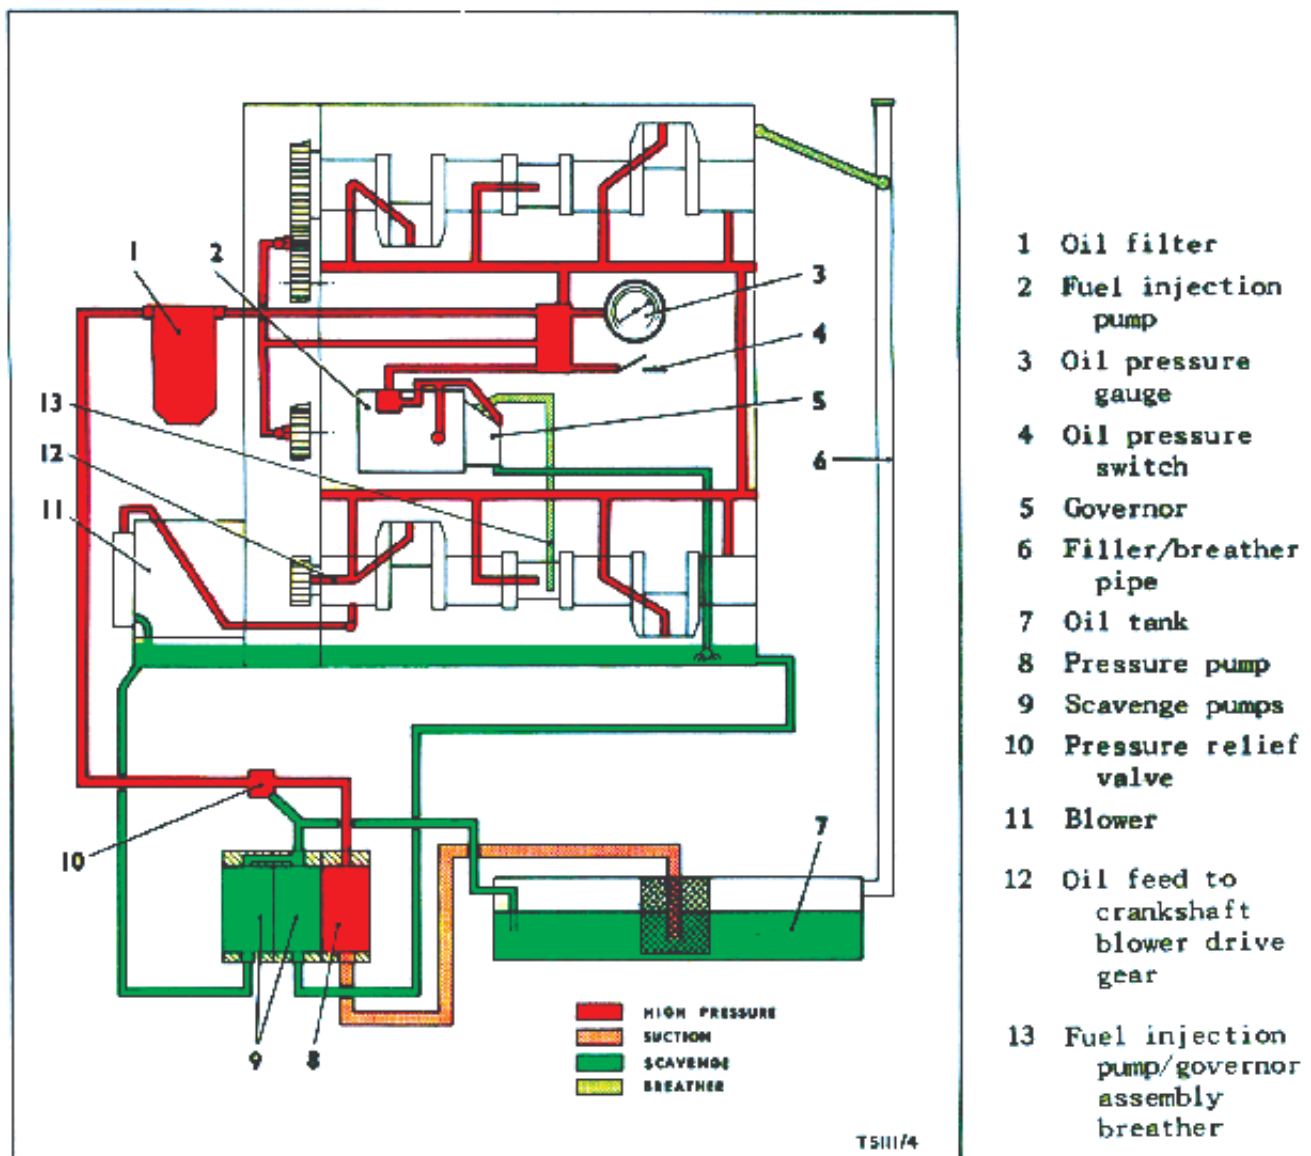 1
2
3
4
13
12
5
6
11
10
7
9
8
HIGH PRESSURE
SUCTION
SCAVENGE
BREATHER
TSIII/4
1 Oil filter
2 Fuel injection
pump
3 Oil pressure
gauge
4 Oil pressure
switch
5 Governor
6 Filler/breather
pipe
7 Oil tank
8 Pressure pump
9 Scavenge pumps
10 Pressure relief
valve
11 Blower
12 Oil feed to
crankshaft
blower drive
gear
13 Fuel injection
pump/governor
assembly
breather